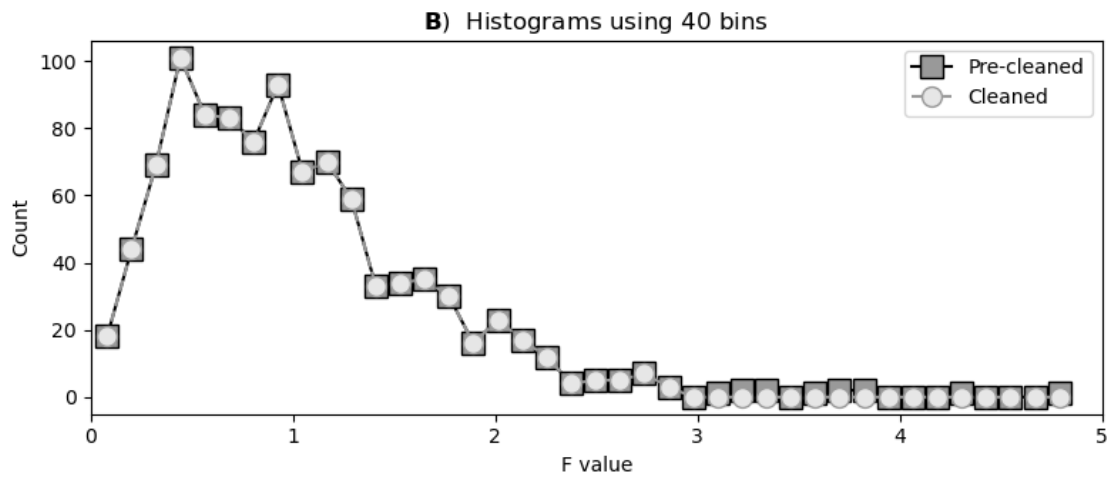 B)  Histograms using 40 bins
Pre-cleaned
Cleaned
Count
100
80
60
40
20
0
0 1 2 3 4 5
F value